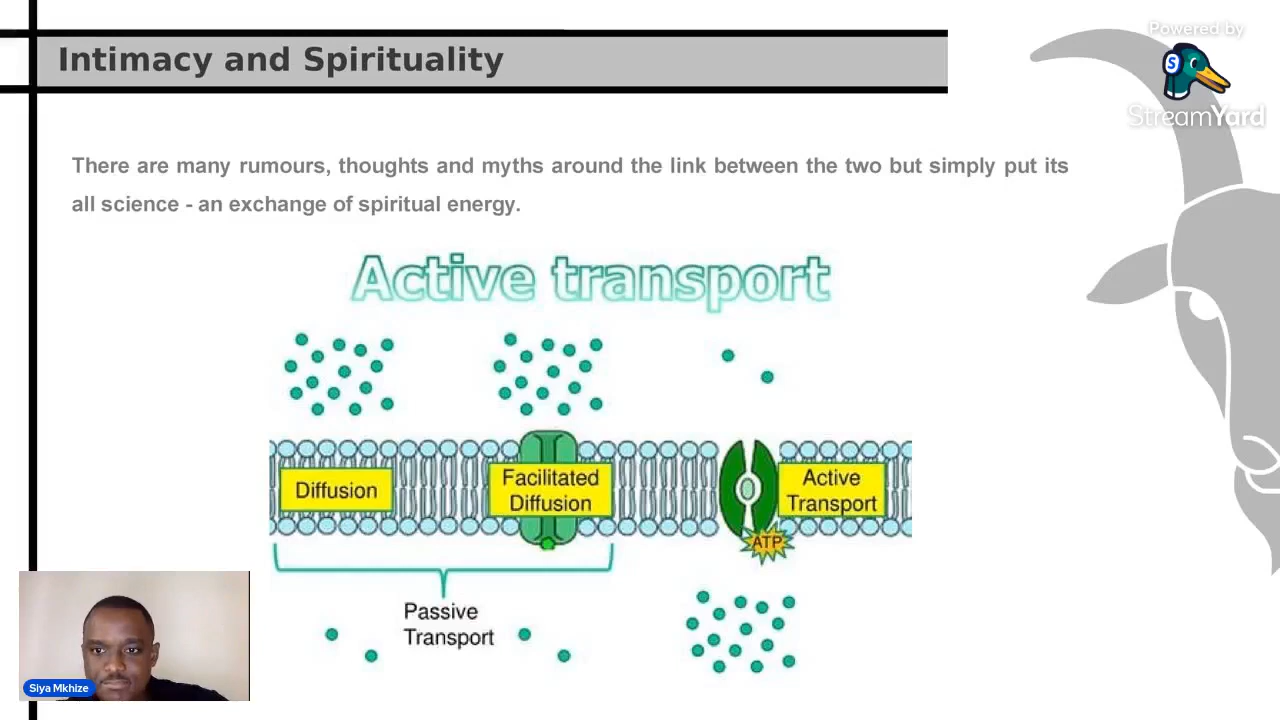 Intimacy and Spirituality
Powered by
S
StreamYard
There are many rumours, thoughts and myths around the link between the two but simply put its
all science - an exchange of spiritual energy.
Active transport
Diffusion
Facilitated
Diffusion
Active
Transport
ATP
Passive
Transport
Siya Mkhize